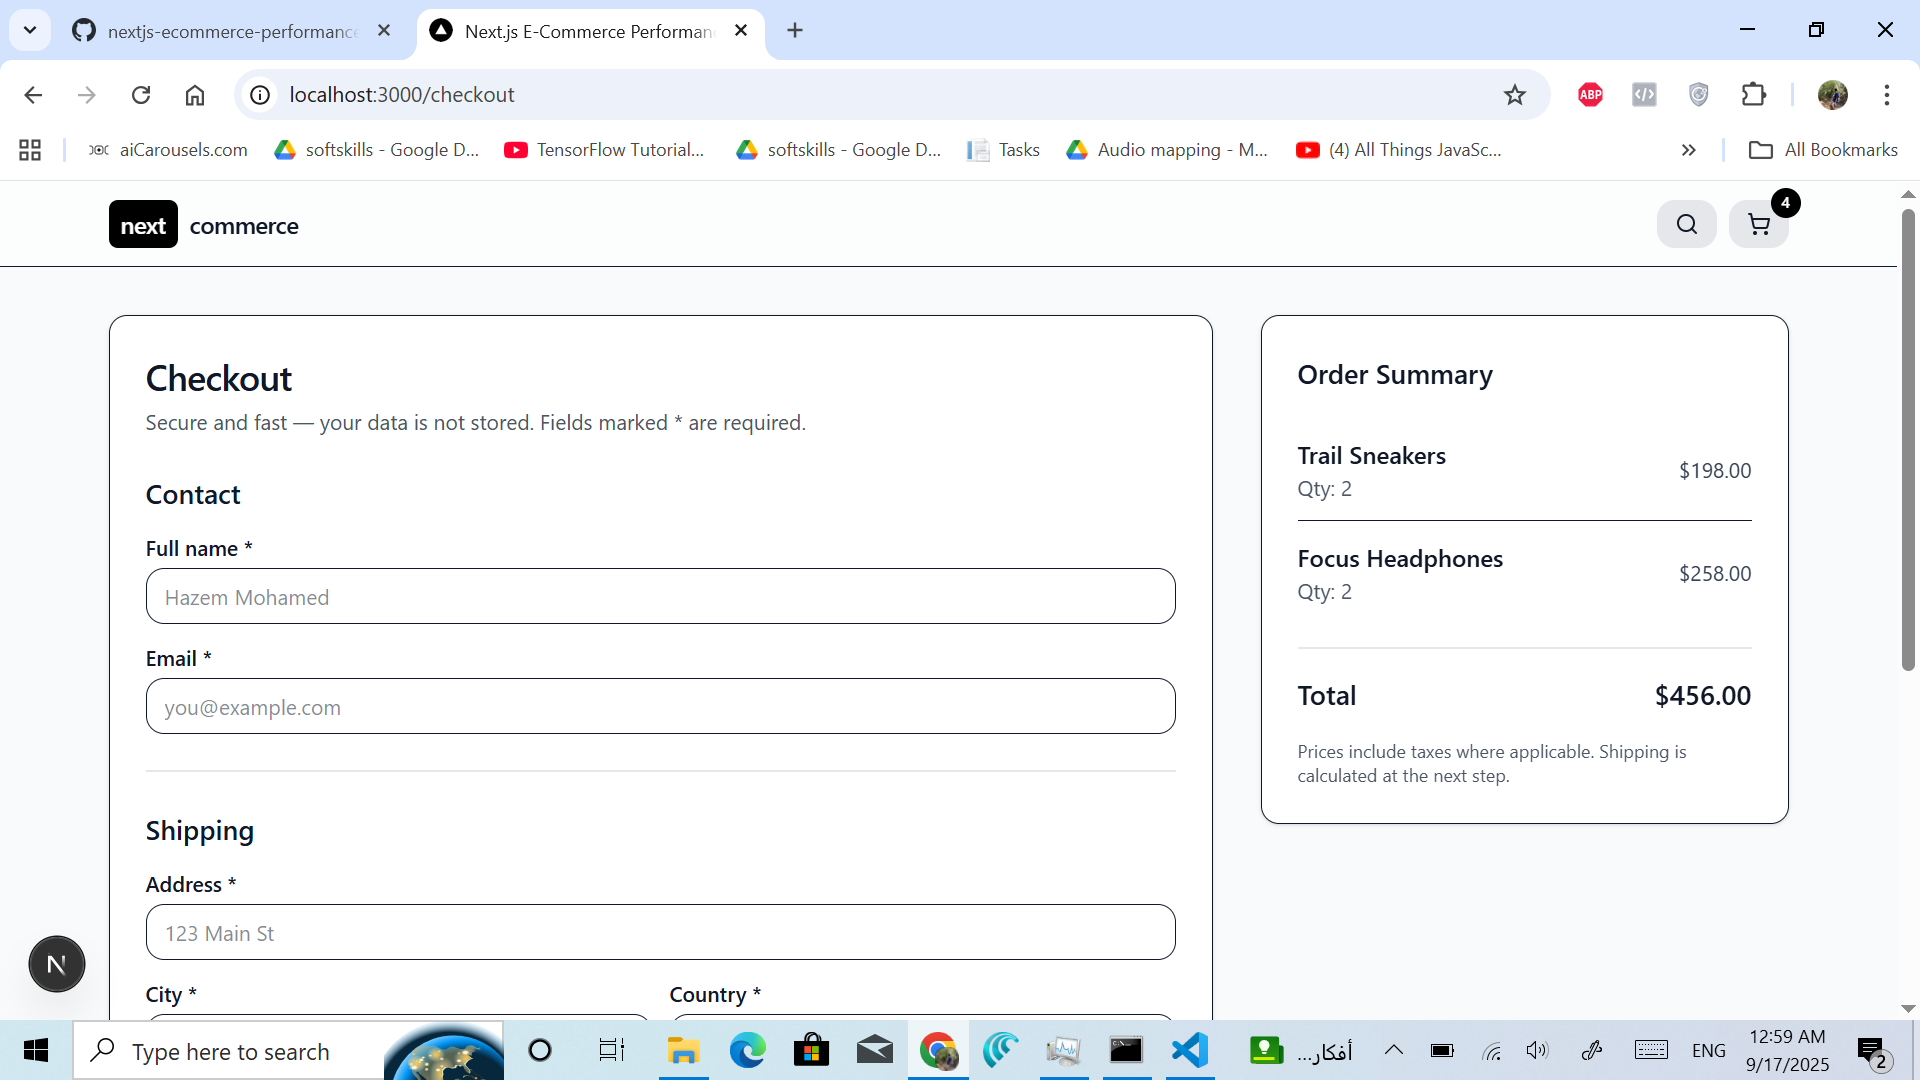 nextjs-ecommerce-performance
Next.js E-Commerce Performan
localhost:3000/checkout
ABP
aiCarousels.com
softskills - Google D...
TensorFlow Tutorial...
softskills - Google D...
Tasks
Audio mapping - M...
(4) All Things JavaSc...
All Bookmarks
next commerce
4
Checkout
Secure and fast — your data is not stored. Fields marked * are required.
Contact
Full name *
Hazem Mohamed
Email *
you@example.com
Shipping
Address *
123 Main St
City *
Country *
Order Summary
Trail Sneakers
Qty: 2
$198.00
Focus Headphones
Qty: 2
$258.00
Total
$456.00
Prices include taxes where applicable. Shipping is
calculated at the next step.
N
Type here to search
أفكار...
ENG
12:59 AM
9/17/2025
2